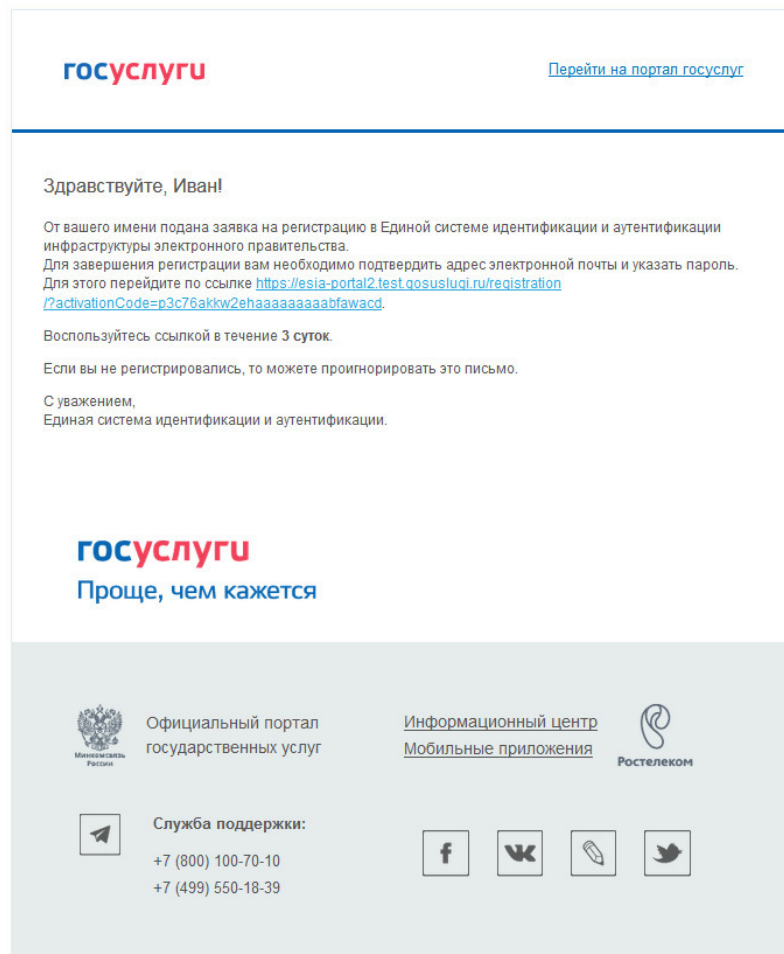 госуслуги
Перейти на портал госуслуг
Здравствуйте, Иван!
От вашего имени подана заявка на регистрацию в Единой системе идентификации и аутентификации
инфраструктуры электронного правительства.
Для завершения регистрации вам необходимо подтвердить адрес электронной почты и указать пароль.
Для этого перейдите по ссылке https://esia-portal2.test.gosuslugi.ru/registration
/?activationCode=p3c76akkw2ehaaaaaaaaabfawacd.
Воспользуйтесь ссылкой в течение 3 суток.
Если вы не регистрировались, то можете проигнорировать это письмо.
С уважением,
Единая система идентификации и аутентификации.
госуслуги
Проще, чем кажется
Минкомсвязь
России
Официальный портал
государственных услуг
Информационный центр
Мобильные приложения
Ростелеком
Служба поддержки:
+7 (800) 100-70-10
+7 (499) 550-18-39